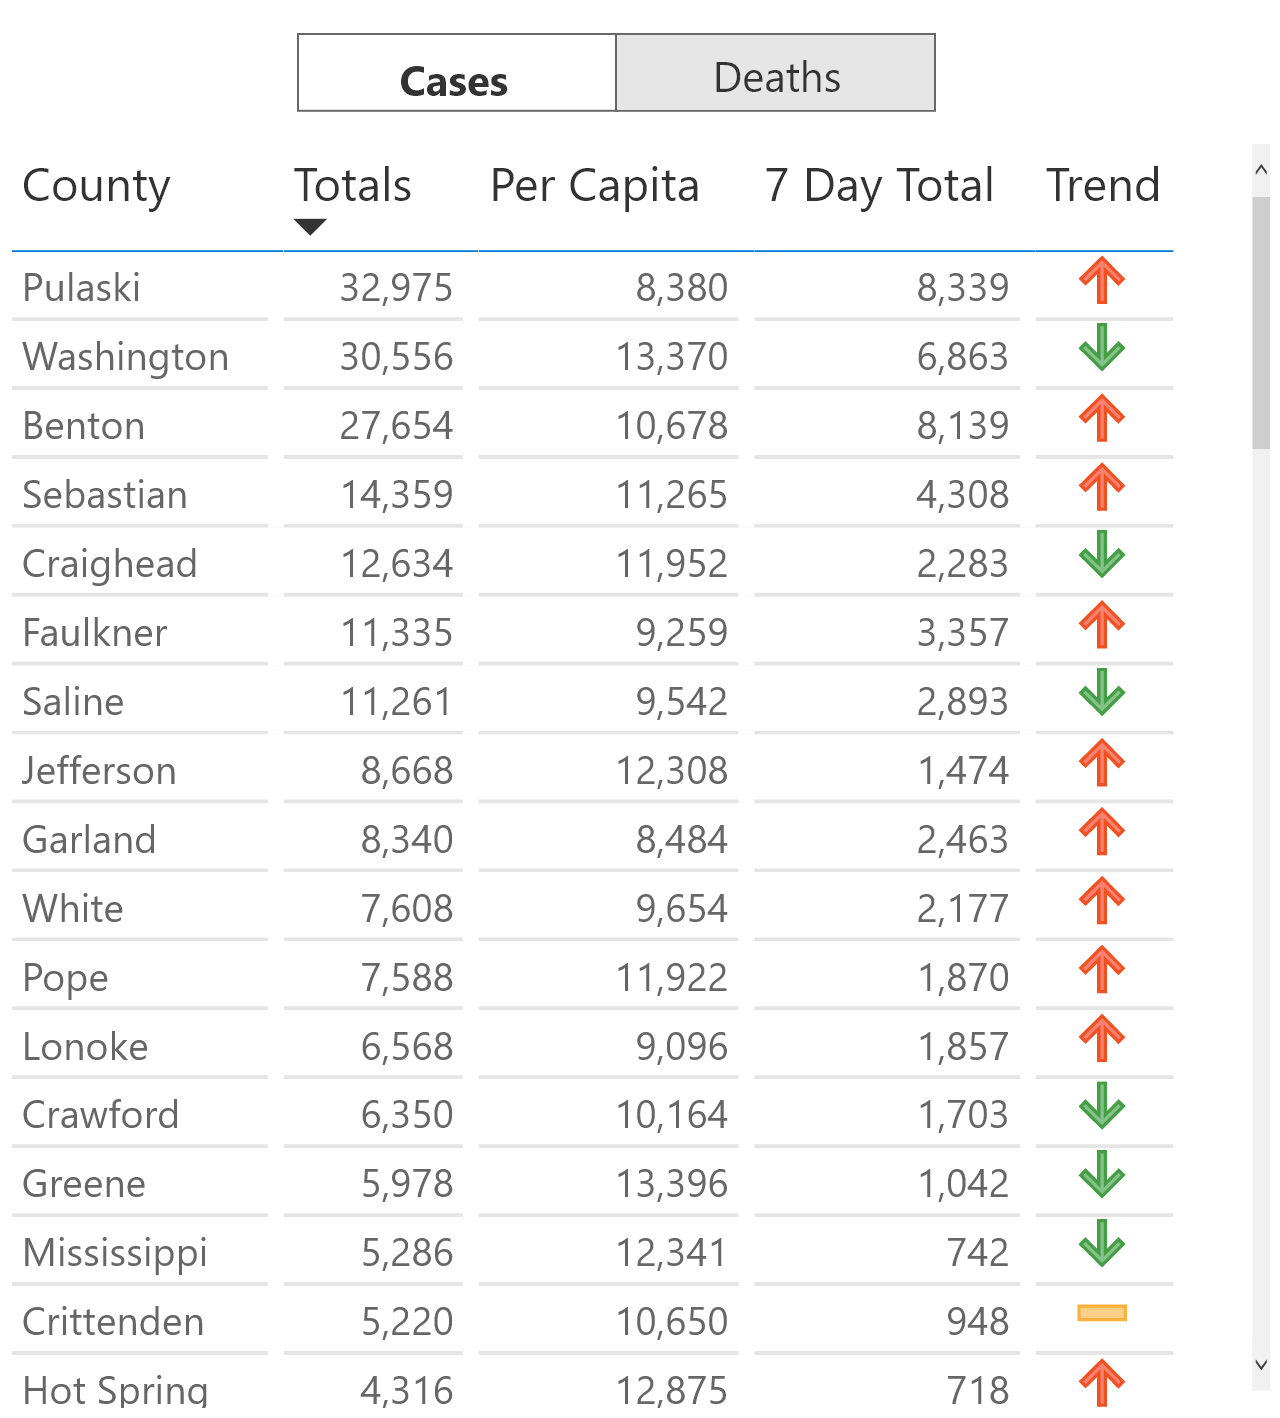 Cases Deaths
County Totals Per Capita 7 Day Total Trend
Pulaski 32,975 8,380 8,339
Washington 30,556 13,370 6,863
Benton 27,654 10,678 8,139
Sebastian 14,359 11,265 4,308
Craighead 12,634 11,952 2,283
Faulkner 11,335 9,259 3,357
Saline 11,261 9,542 2,893
Jefferson 8,668 12,308 1,474
Garland 8,340 8,484 2,463
White 7,608 9,654 2,177
Pope 7,588 11,922 1,870
Lonoke 6,568 9,096 1,857
Crawford 6,350 10,164 1,703
Greene 5,978 13,396 1,042
Mississippi 5,286 12,341 742
Crittenden 5,220 10,650 948
Hot Spring 4,316 12,875 718